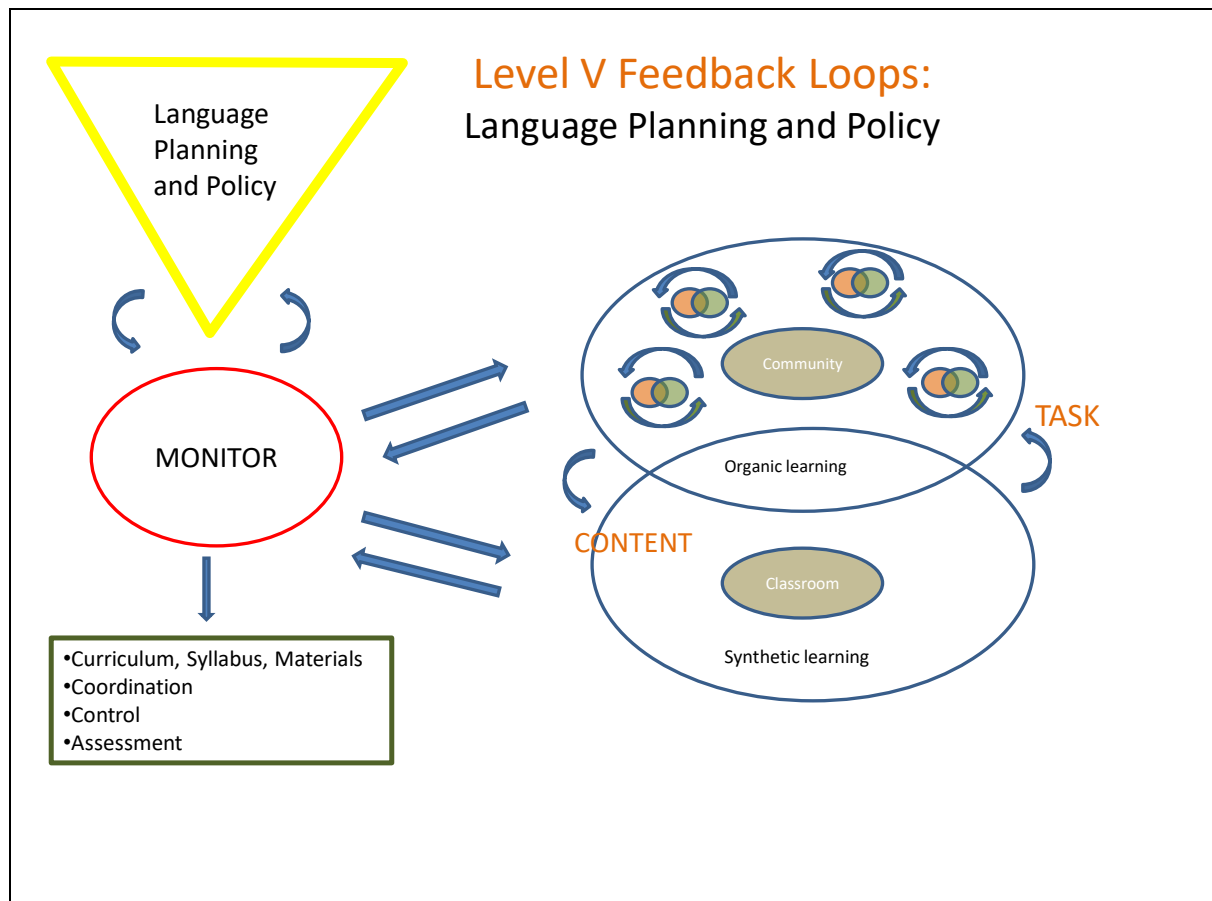 Level V Feedback Loops:
Language Planning and Policy
Language
Planning
and Policy
MONITOR
•Curriculum, Syllabus, Materials
•Coordination
•Control
•Assessment
Community
TASK
Organic learning
CONTENT
Classroom
Synthetic learning